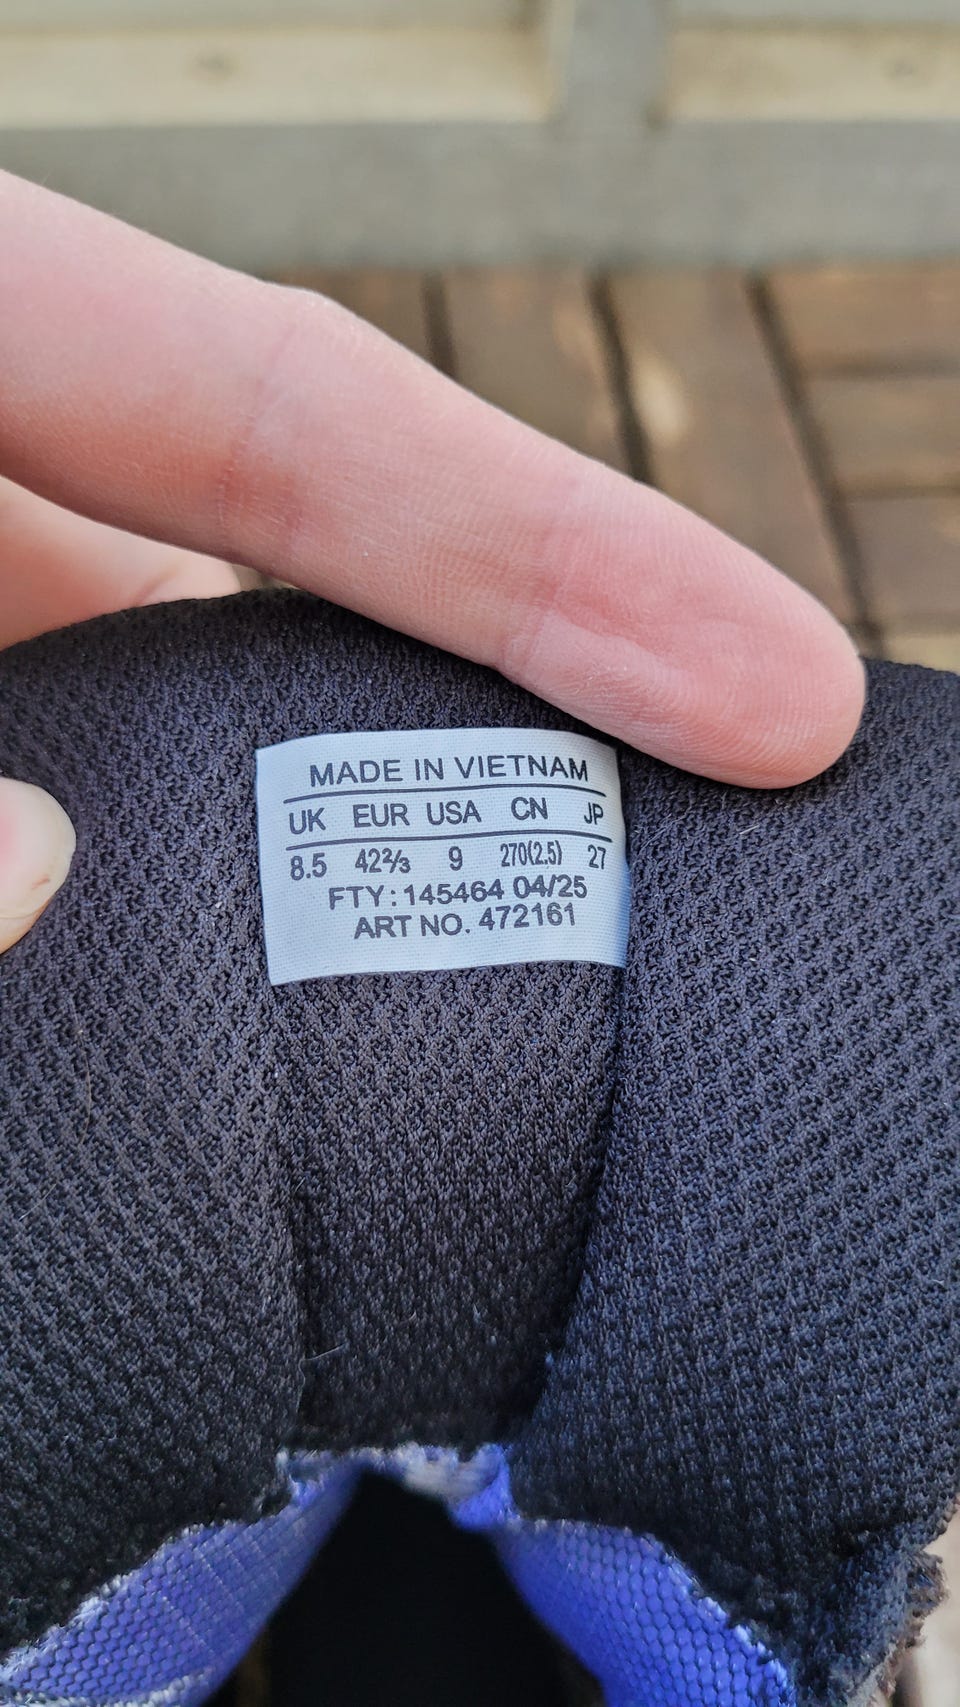 MADE IN VIETNAM
UK EUR USA CN JP
8.5 42⅔ 9 270(2.5) 27
FTY: 145464 04/25
ART NO. 472161